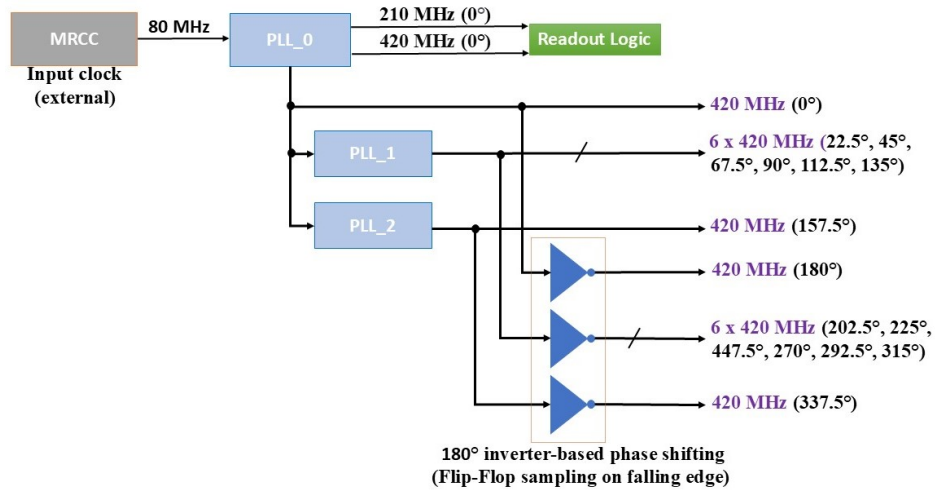 MRCC
80 MHz
PLL_0
210 MHz (0°)
420 MHz (0°)
Readout Logic
Input clock
(external)
420 MHz (0°)
PLL_1
6 x 420 MHz (22.5°, 45°,
67.5°, 90°, 112.5°, 135°)
PLL_2
420 MHz (157.5°)
420 MHz (180°)
6 x 420 MHz (202.5°, 225°,
447.5°, 270°, 292.5°, 315°)
420 MHz (337.5°)
180° inverter-based phase shifting
(Flip-Flop sampling on falling edge)